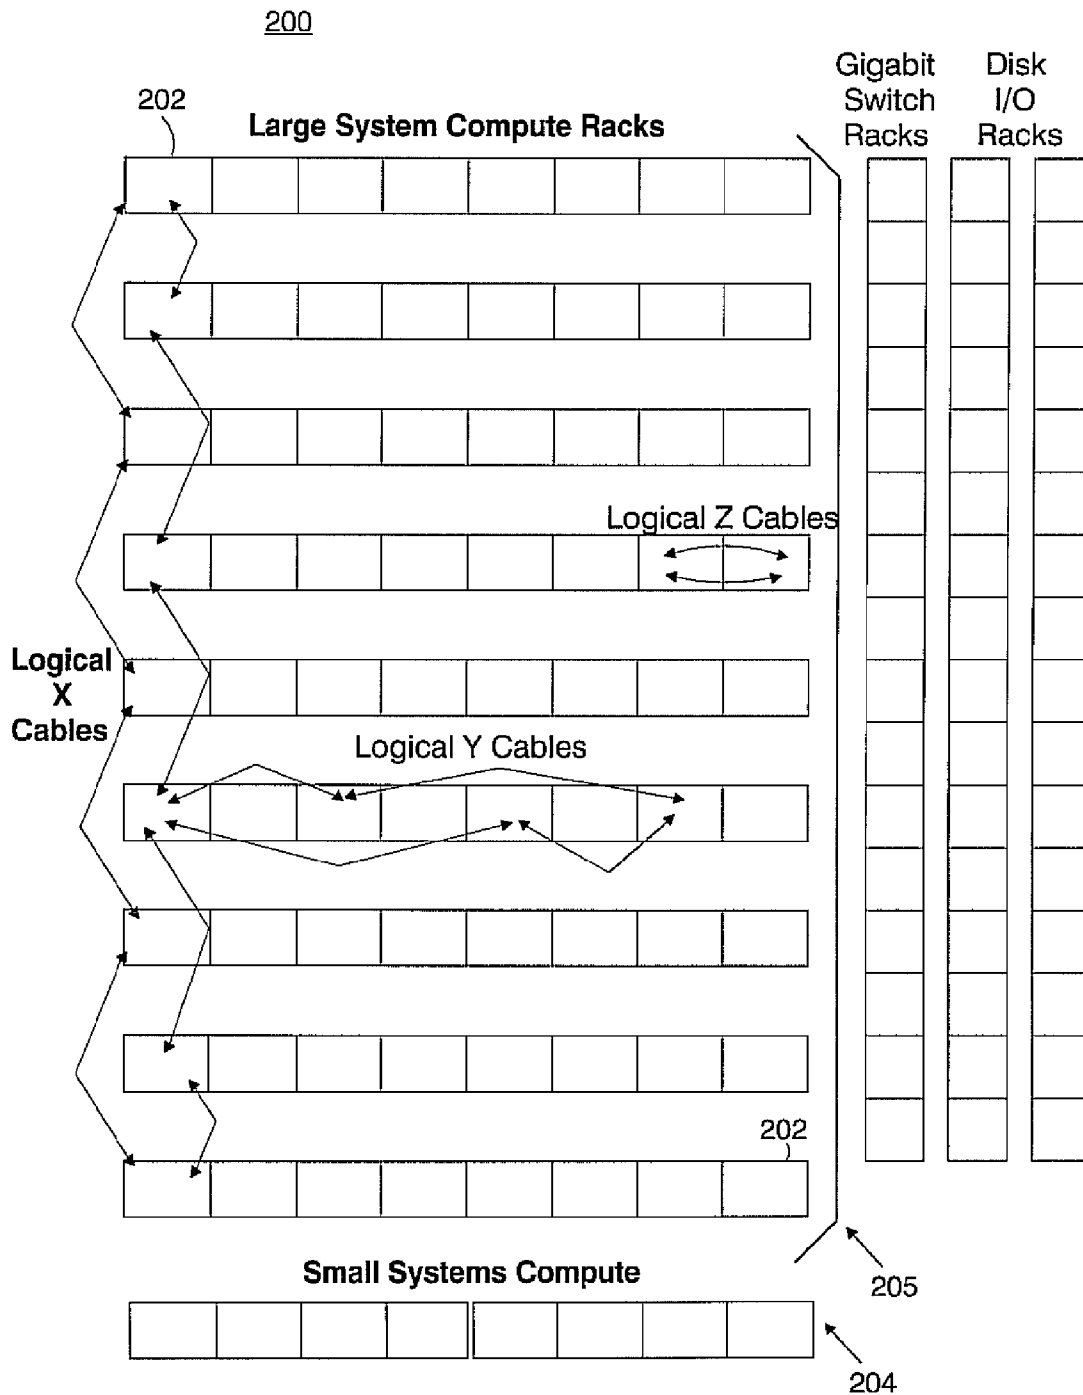 200
202
Large System Compute Racks
Gigabit
Switch
Racks
Disk
I/O
Racks
Logical Z Cables
Logical
X
Cables
Logical Y Cables
202
205
Small Systems Compute
204